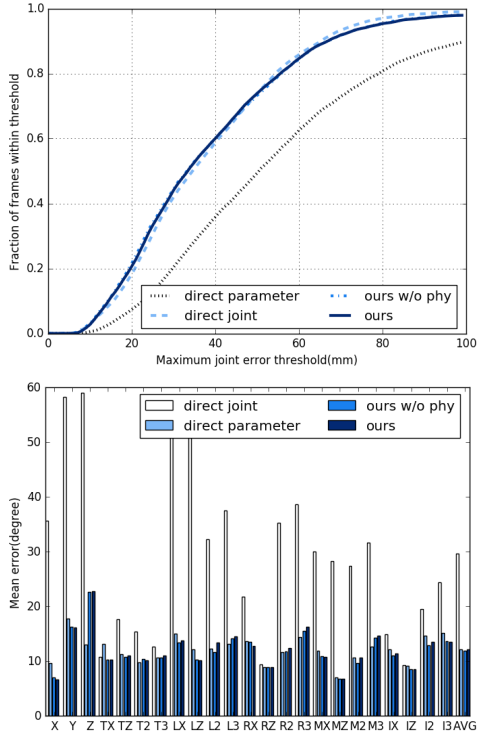 1.0
0.8
0.6
0.4
0.2
0.0
Fraction of frames within threshold
direct parameter
ours w/o phy
direct joint
ours
0 20 40 60 80 100
Maximum joint error threshold(mm)
60
50
40
30
20
10
0
Mean error(degree)
direct joint
ours w/o phy
direct parameter
ours
X Y Z TX TZ T2 T3 LX LZ L2 L3 RX RZ R2 R3 MX MZ M2 M3 IX IZ I2 I3 AVG